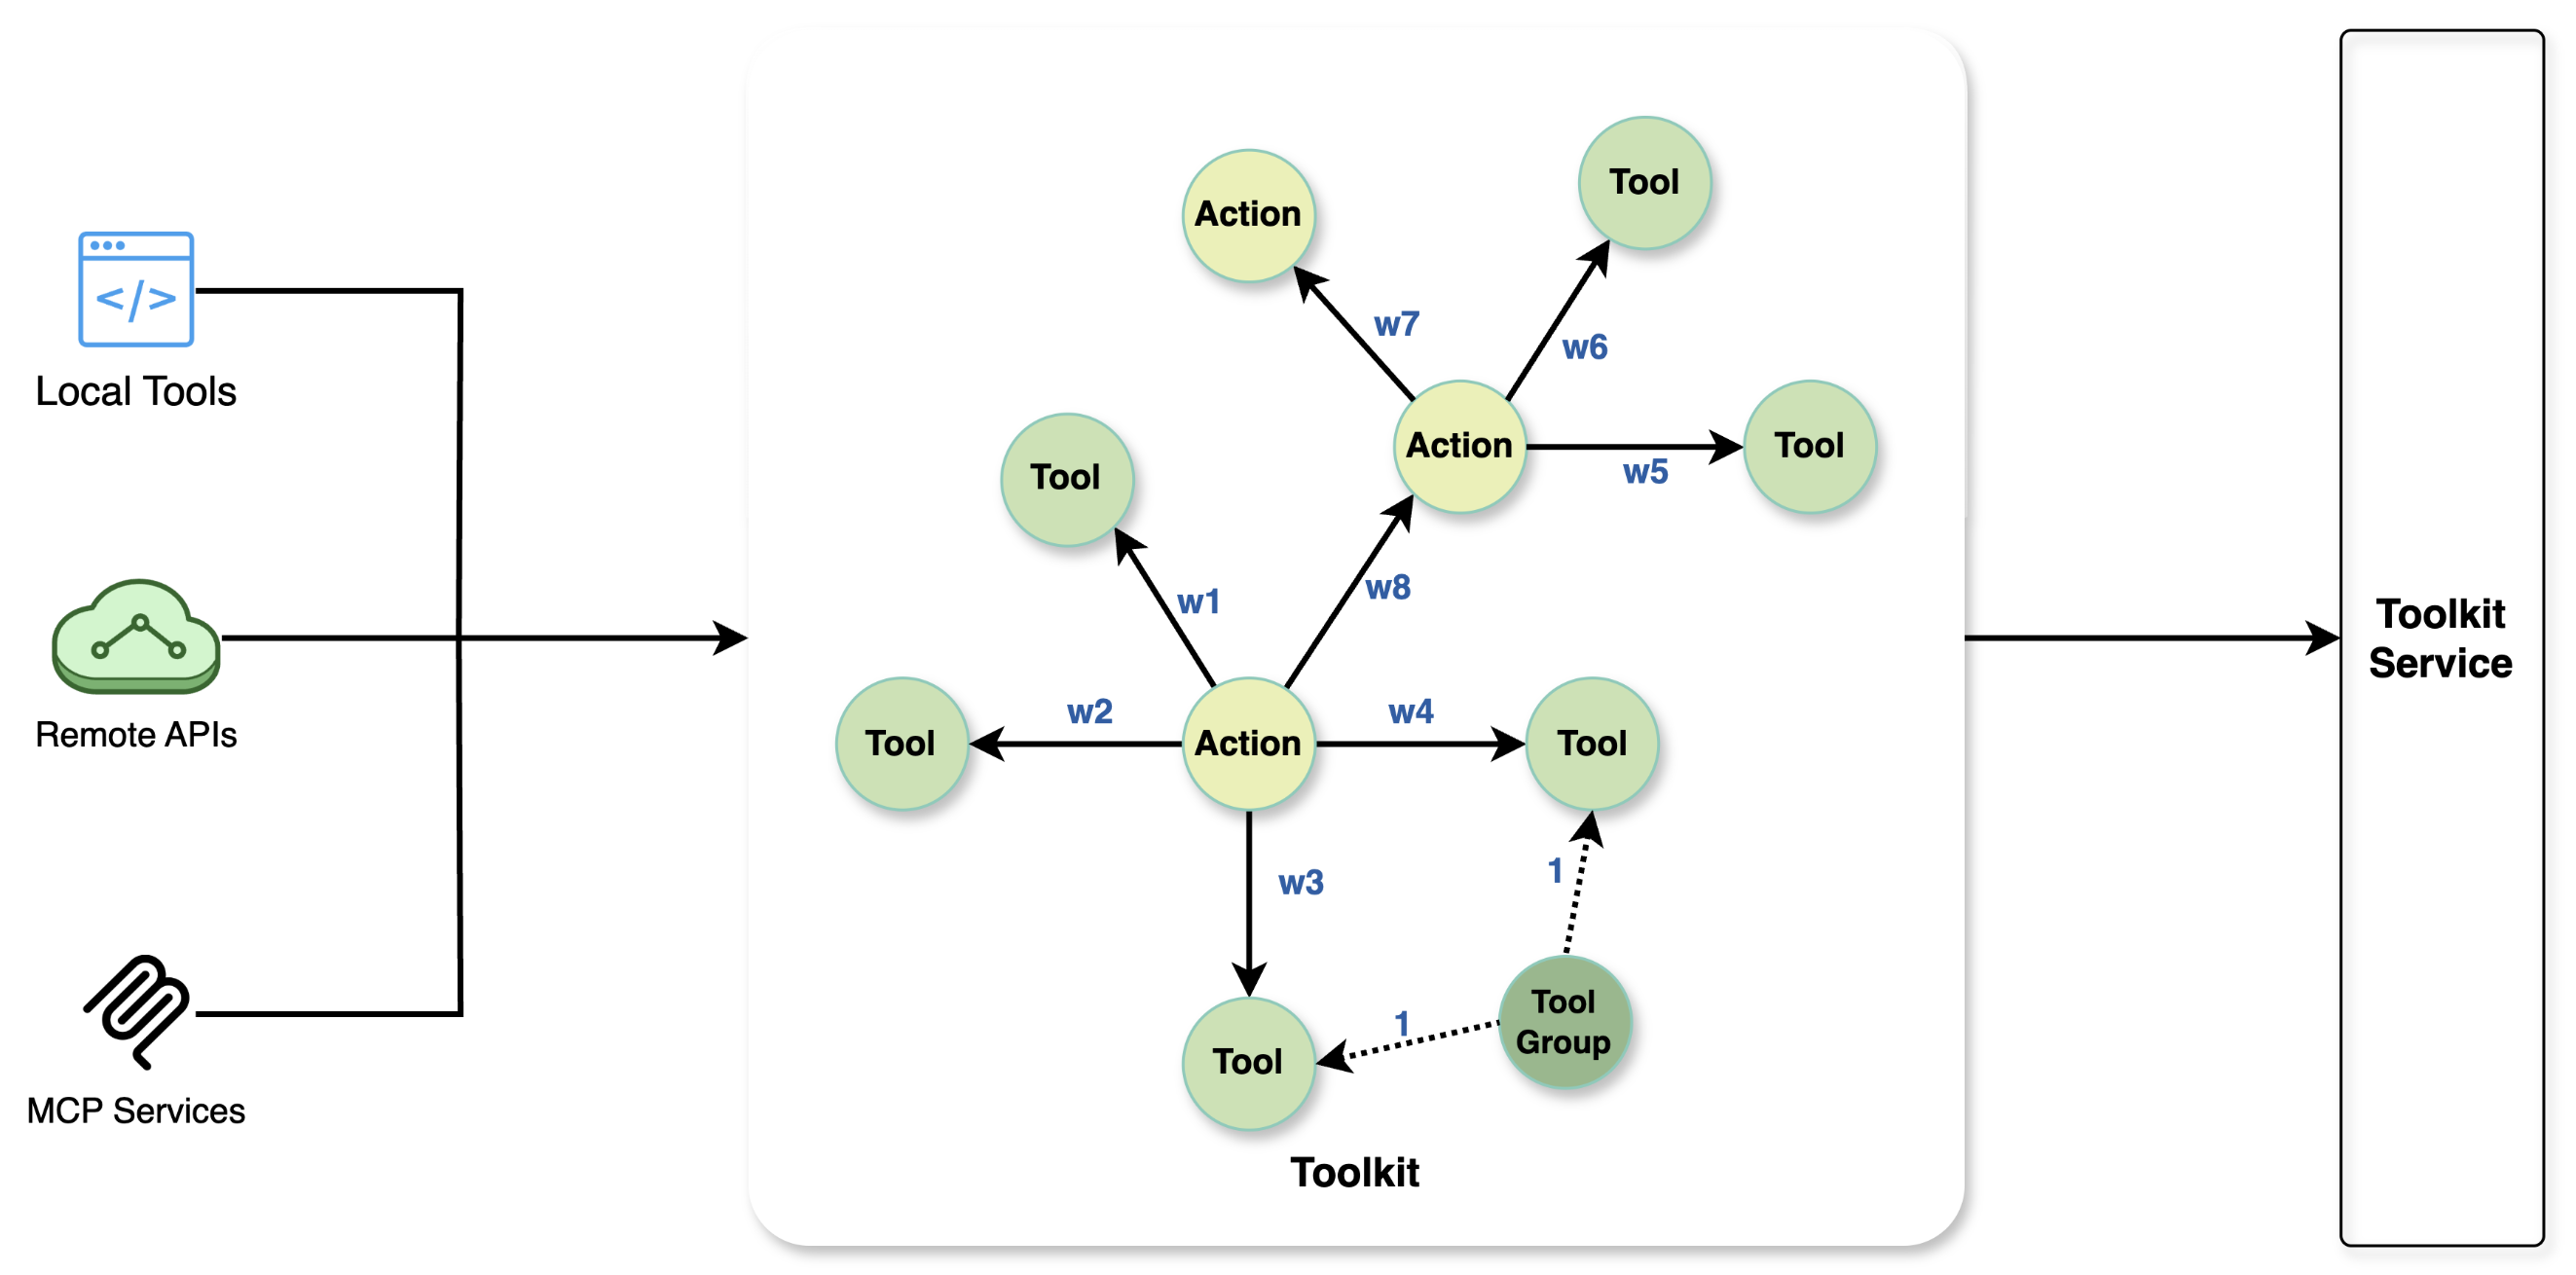 </>
Local Tools
Remote APIs
MCP Services
Action
Tool
w7
w6
Tool
Action
Tool
w5
w1
w8
Tool
w2
Action
w4
Tool
w3
1
1
Tool
Group
Tool
Toolkit
Toolkit
Service